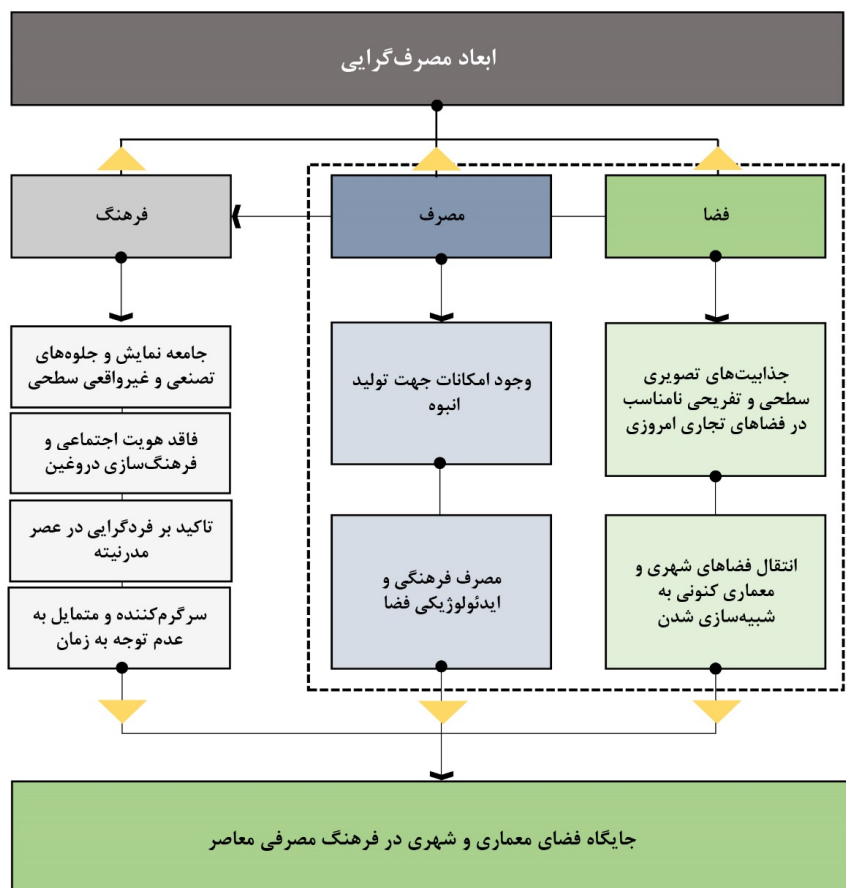 ابعاد مصرف‌گرایی
فضا
مصرف
فرهنگ
جذابیت‌های تصویری
سطحی و تفریحی نامناسب
در فضاهای تجاری امروزی
انتقال فضاهای شهری و
معماری کنونی به
شبیه‌سازی شدن
وجود امکانات جهت تولید
انبوه
مصرف فرهنگی و
ایدئولوژیکی فضا
جامعه نمایش و جلوه‌های
تصنعی و غیرواقعی سطحی
فاقد هویت اجتماعی و
فرهنگ‌سازی دروغین
تاکید بر فردگرایی در عصر
مدرنیته
سرگرم‌کننده و متمایل به
عدم توجه به زمان
جایگاه فضای معماری و شهری در فرهنگ مصرفی معاصر